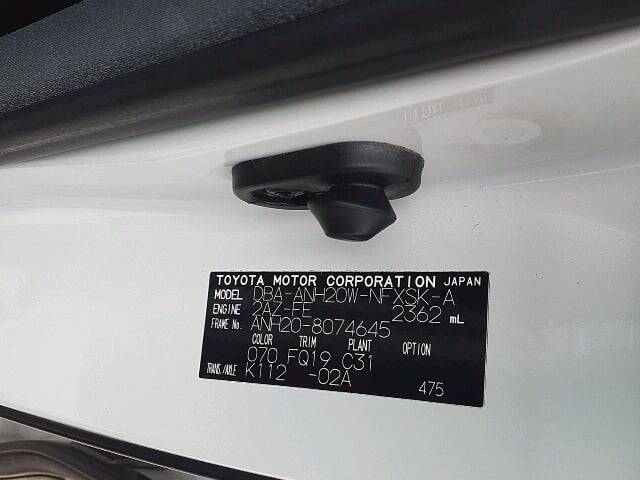 TOYOTA MOTOR CORPORATION JAPAN
MODEL DBA-ANH20W-NFXSK-A
ENGINE 2AZ-FE 2362 mL
FRAME No. ANH20-8074645
COLOR TRIM PLANT OPTION
070 FQ19 C31
TRANS./AXLE K112 -02A
475